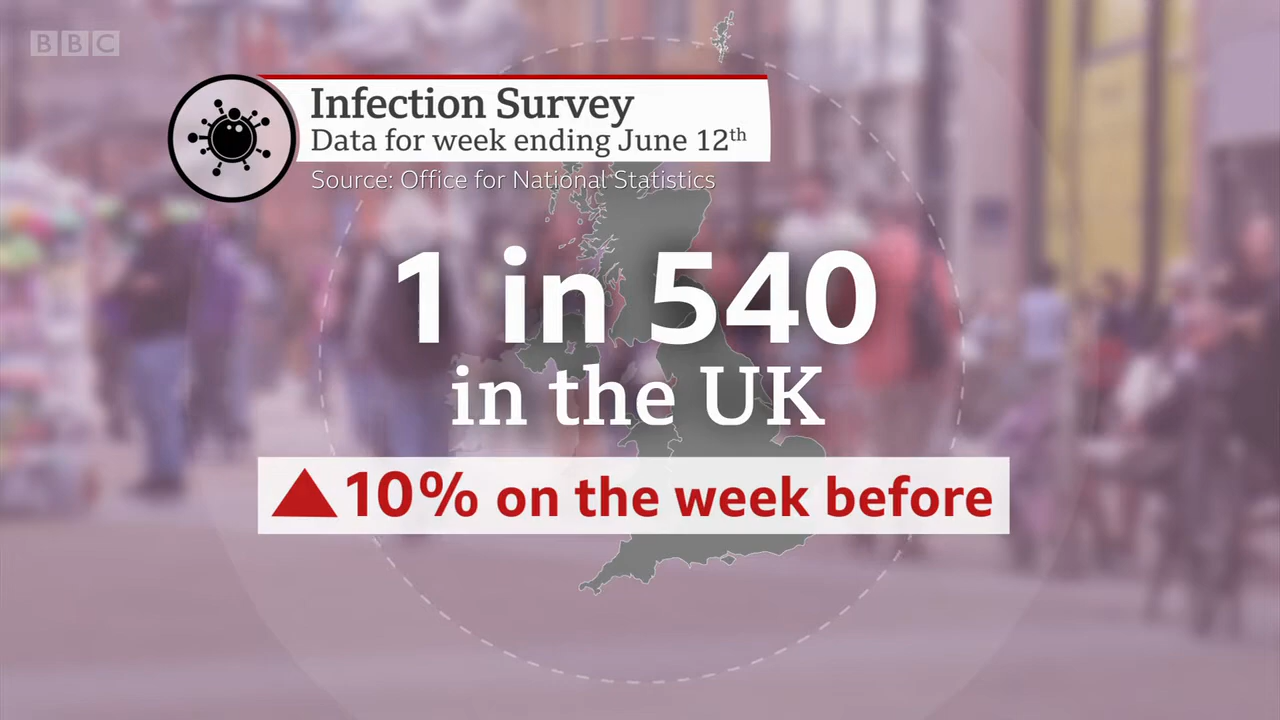 BBC
Infection Survey
Data for week ending June 12th
Source: Office for National Statistics
1 in 540
in the UK
10% on the week before